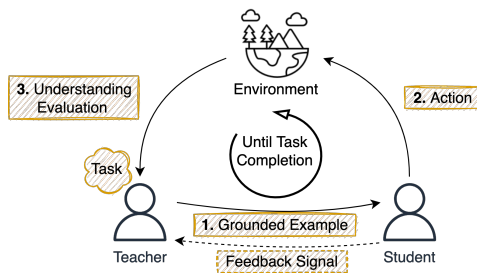 3. Understanding
Evaluation
Environment
2. Action
Until Task
Completion
Task
1. Grounded Example
Teacher
Feedback Signal
Student